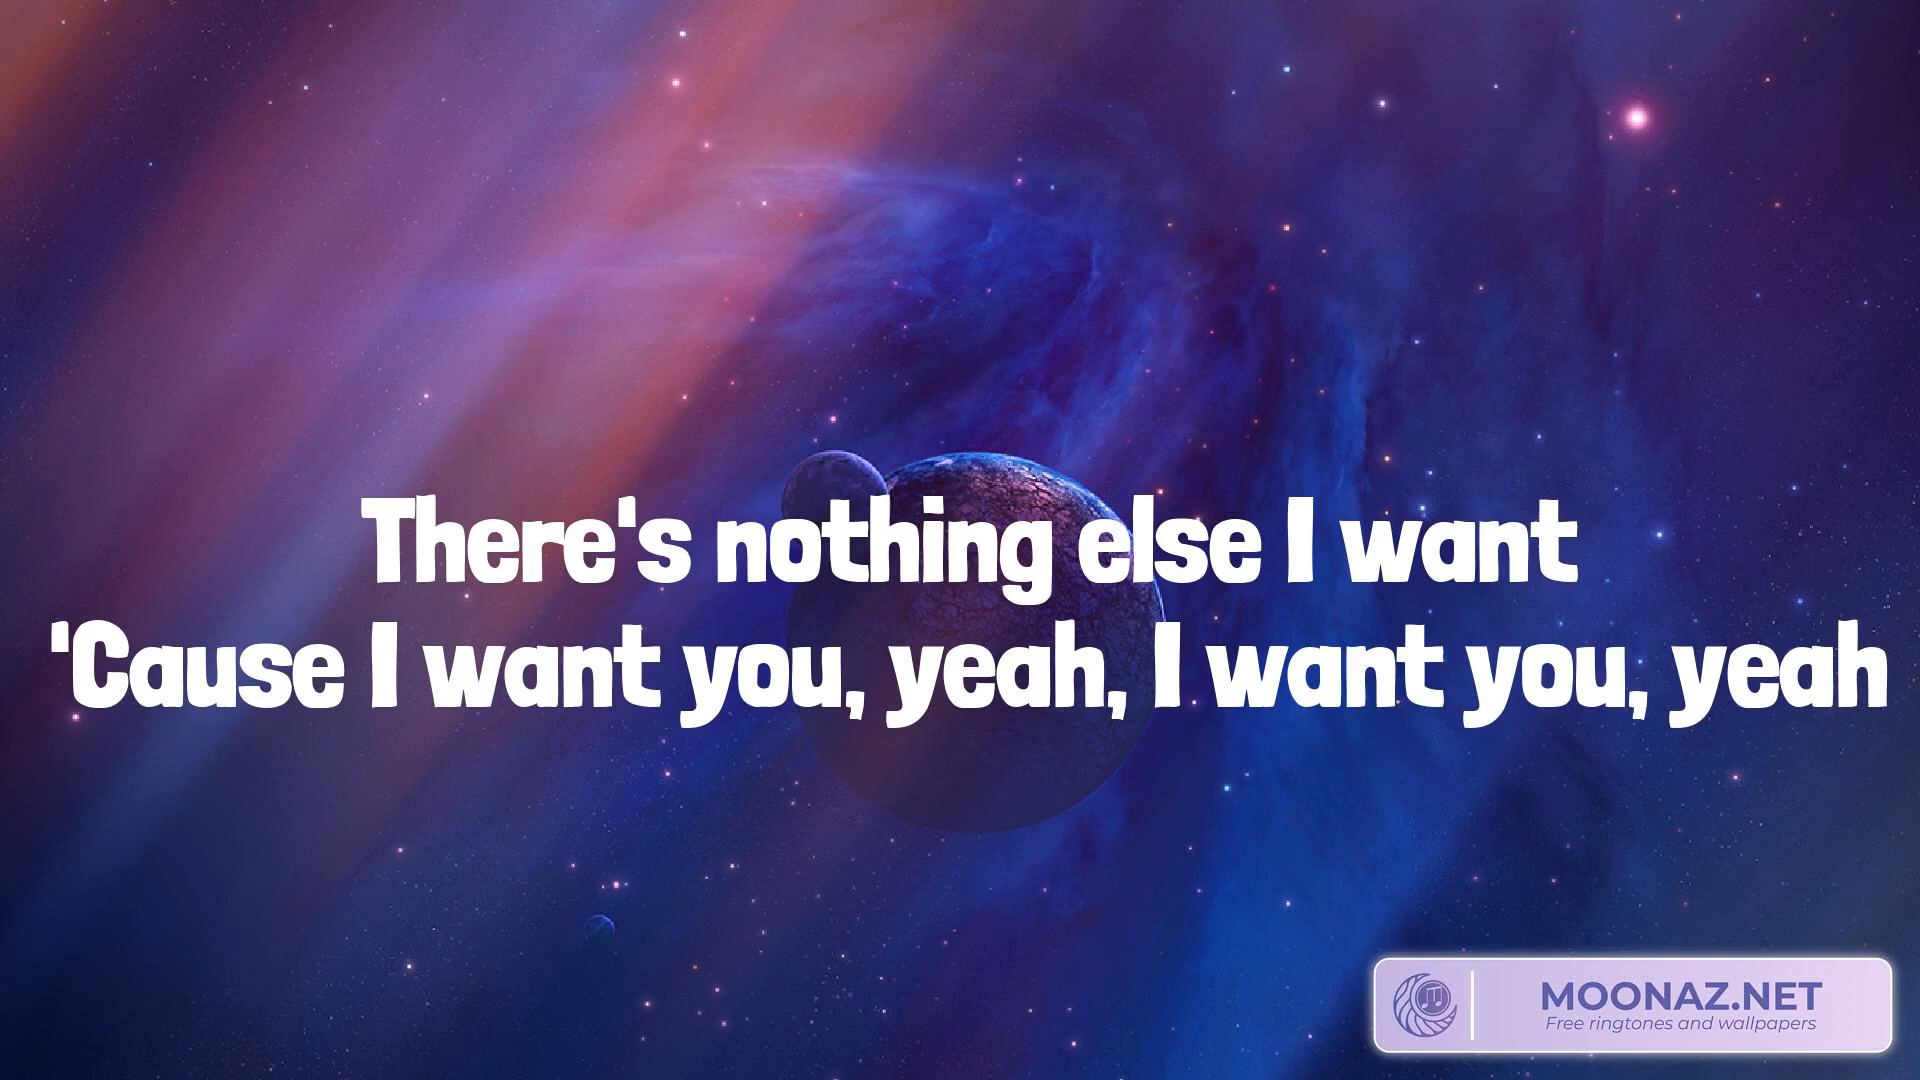 There's nothing else I want
'Cause I want you, yeah, I want you, yeah
MOONAZ.NET
Free ringtones and wallpapers